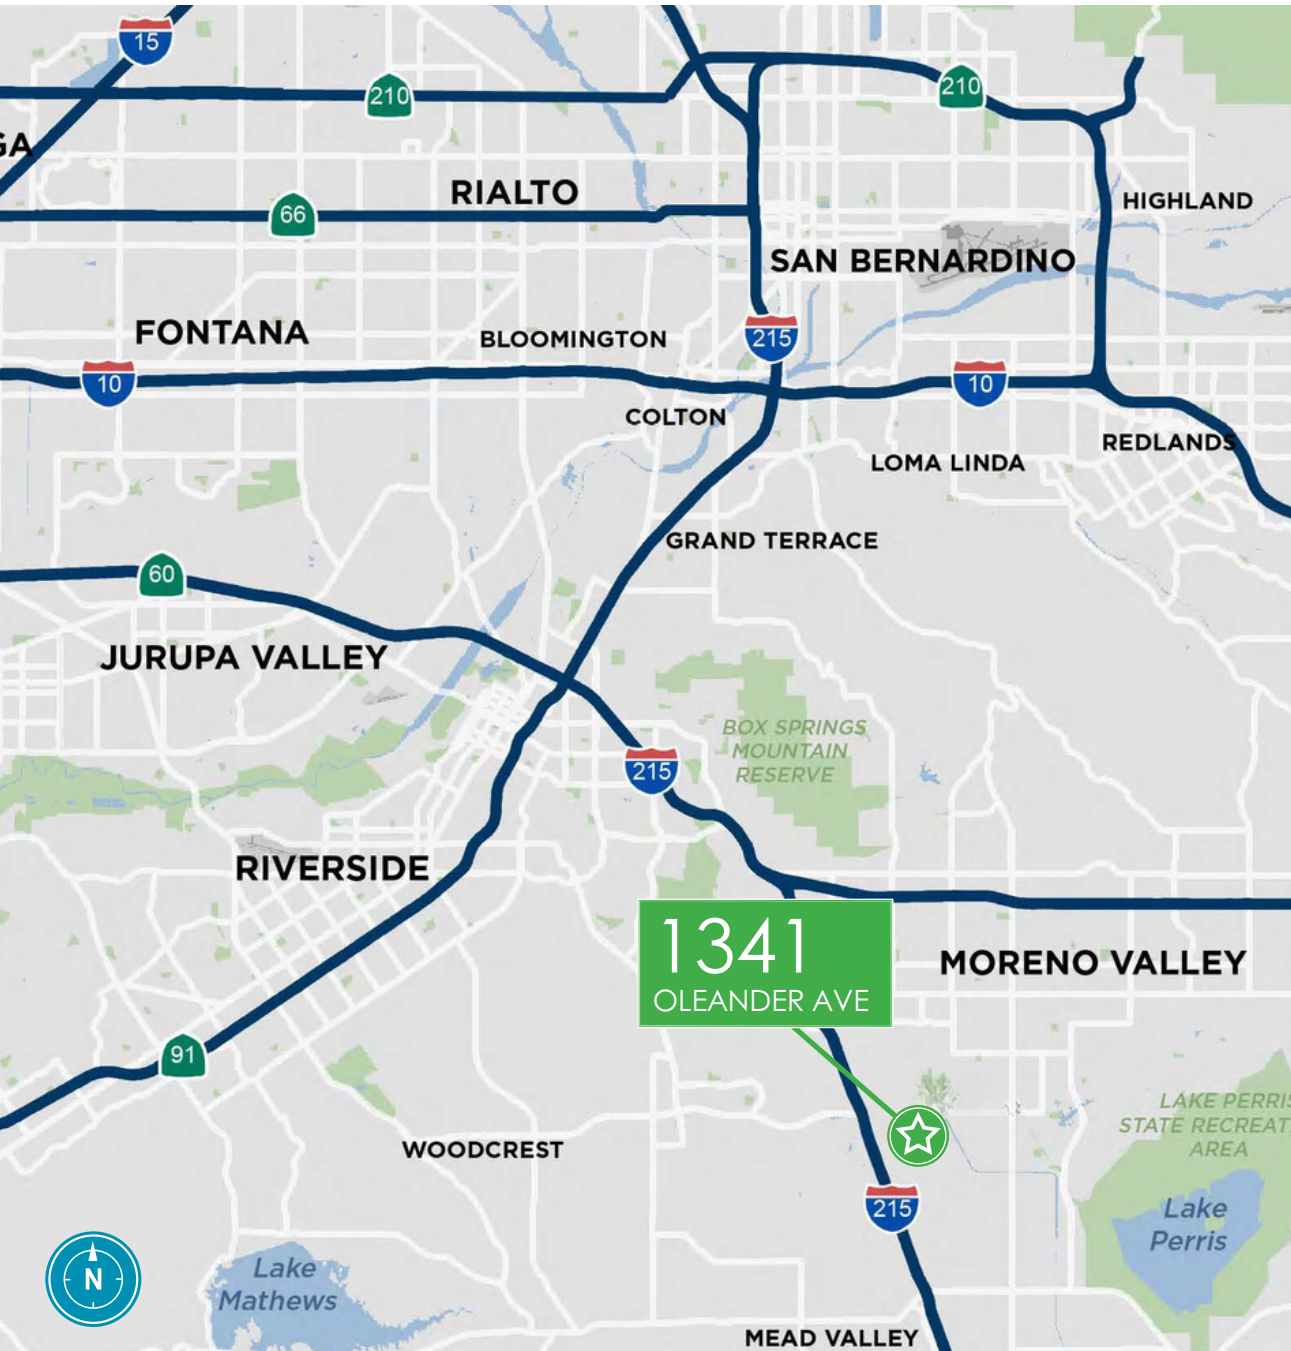 15
210
210
GA
66
RIALTO
HIGHLAND
SAN BERNARDINO
FONTANA
BLOOMINGTON
215
10
10
COLTON
REDLANDS
LOMA LINDA
GRAND TERRACE
60
JURUPA VALLEY
BOX SPRINGS
MOUNTAIN
RESERVE
215
RIVERSIDE
1341
OLEANDER AVE
MORENO VALLEY
91
LAKE PERRIS
STATE RECREAT
AREA
WOODCREST
215
Lake
Perris
N
Lake
Mathews
MEAD VALLEY